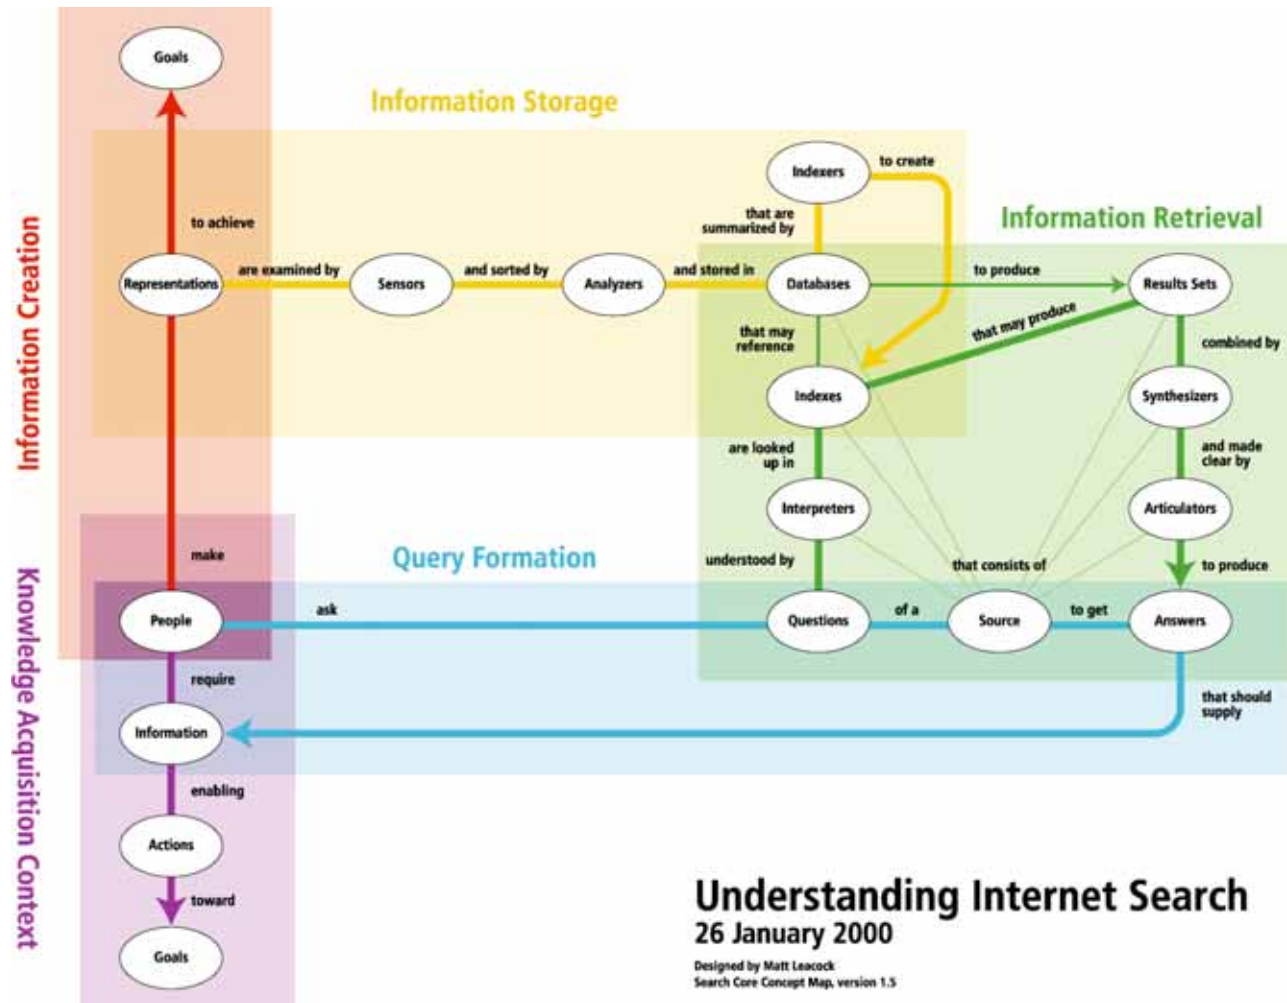 Goals
Information Storage
Indexers
to create
that are
summarized by
Information Retrieval
to achieve
Information Creation
Representations
are examined by
Sensors
and sorted by
Analyzers
and stored in
Databases
to produce
Results Sets
that may
reference
that may produce
combined by
Indexes
Synthesizers
are looked
up in
and made
clear by
Interpreters
Articulators
make
Query Formation
understood by
that consists of
to produce
Knowledge Acquisition Context
People
ask
Questions
of a
Source
to get
Answers
require
that should
supply
Information
enabling
Actions
toward
Goals
Understanding Internet Search
26 January 2000
Designed by Matt Leacock
Search Core Concept Map, version 1.5